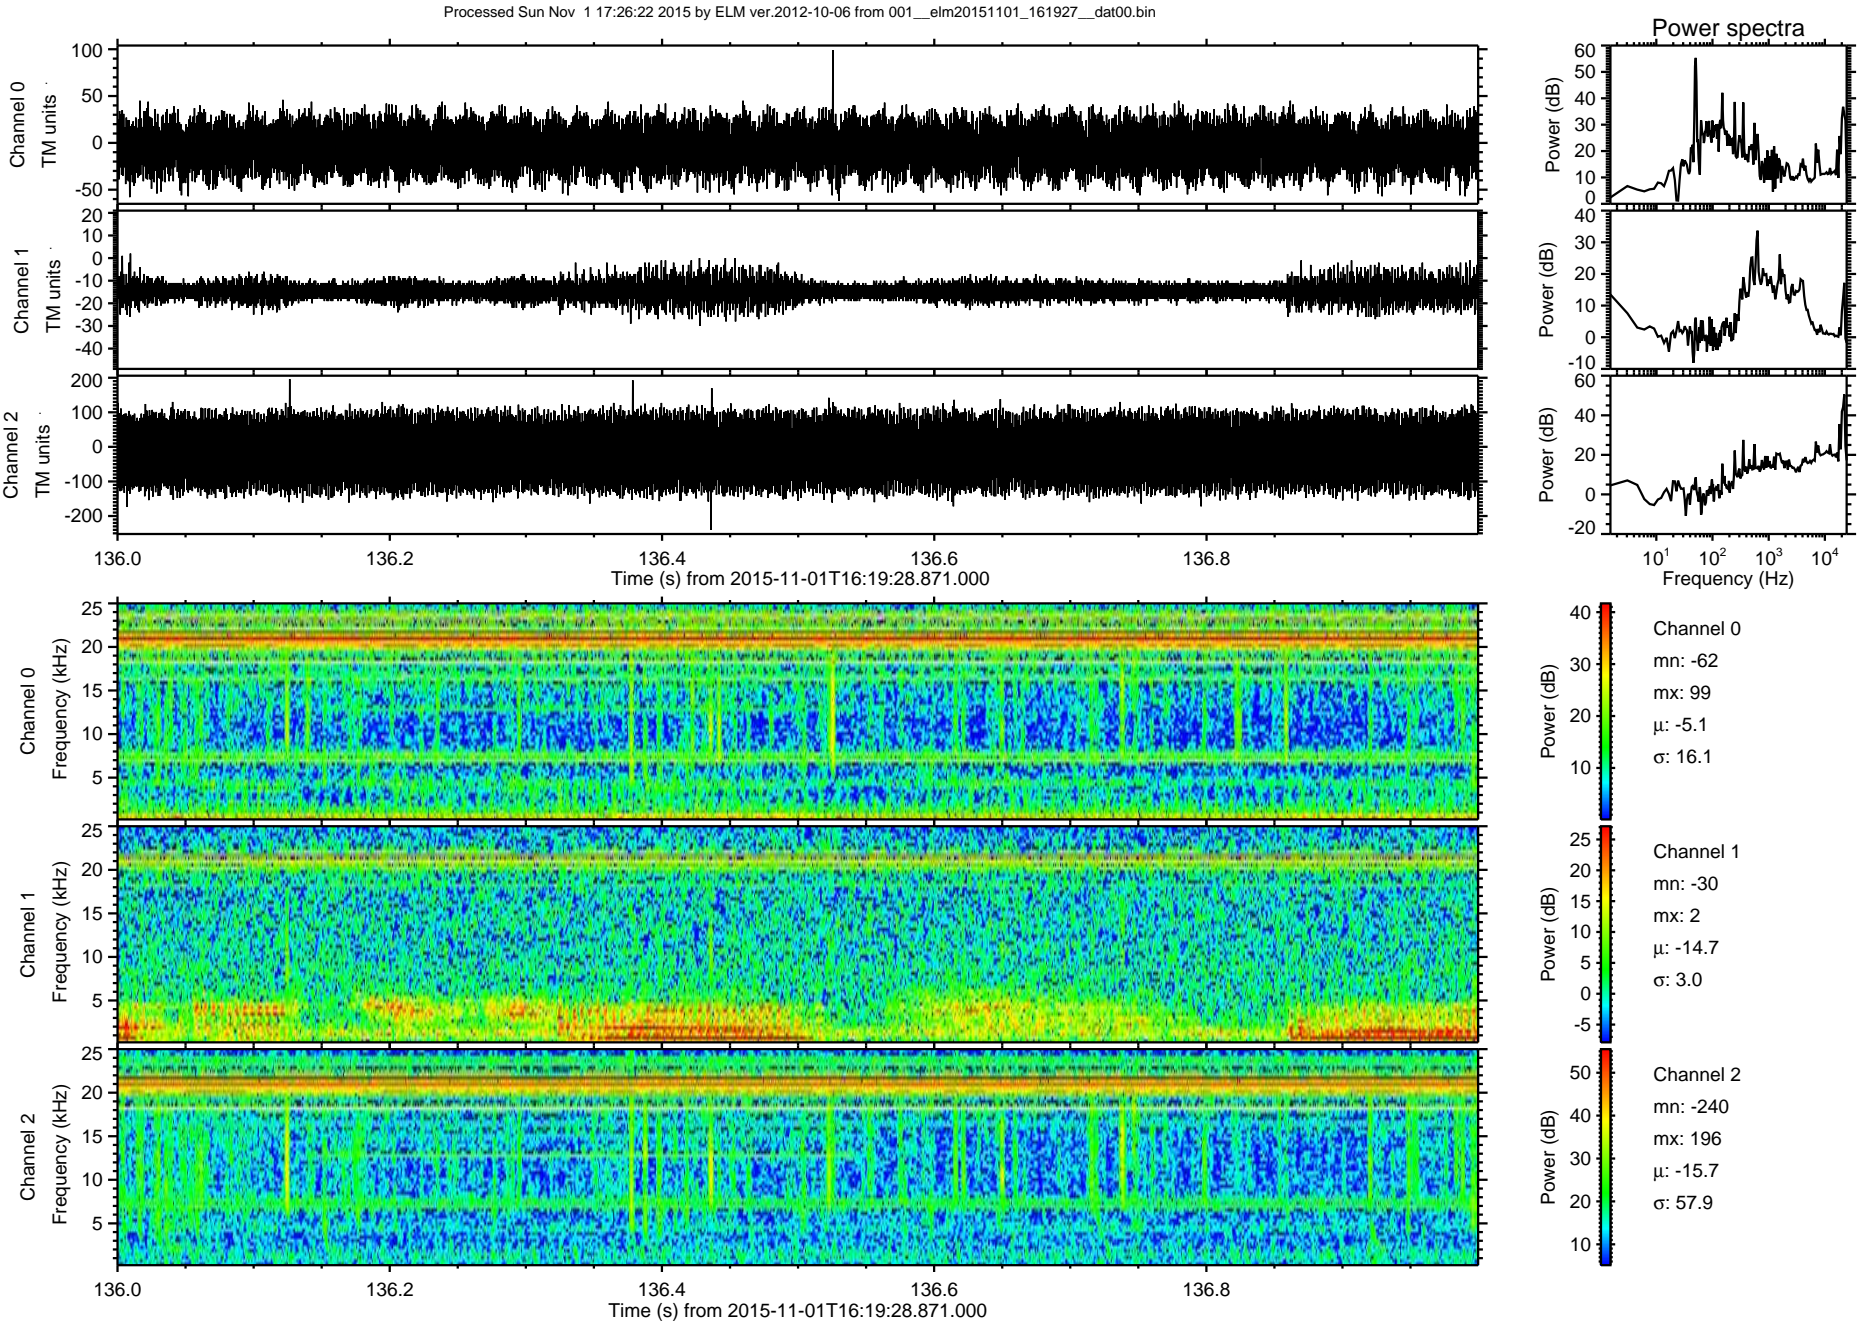 Processed Sun Nov  1 17:26:22 2015 by ELM ver.2012-10-06 from 001__elm20151101_161927__dat00.bin
Power spectra
Channel 0
TM units
100
50
0
-50
Power (dB)
60
50
40
30
20
10
0
Channel 1
TM units
20
10
0
-10
-20
-30
-40
Power (dB)
40
30
20
10
0
-10
Channel 2
TM units
200
100
0
-100
-200
Power (dB)
60
40
20
0
-20
136.0 136.2 136.4 136.6 136.8
Time (s) from 2015-11-01T16:19:28.871.000
10¹ 10² 10³ 10⁴
Frequency (Hz)
Channel 0
Frequency (kHz)
25
20
15
10
5
Power (dB)
40
30
20
10
Channel 0
mn: -62
mx: 99
μ: -5.1
σ: 16.1
Channel 1
Frequency (kHz)
25
20
15
10
5
Power (dB)
25
20
15
10
5
0
-5
Channel 1
mn: -30
mx: 2
μ: -14.7
σ: 3.0
Channel 2
Frequency (kHz)
25
20
15
10
5
Power (dB)
50
40
30
20
10
Channel 2
mn: -240
mx: 196
μ: -15.7
σ: 57.9
136.0 136.2 136.4 136.6 136.8
Time (s) from 2015-11-01T16:19:28.871.000